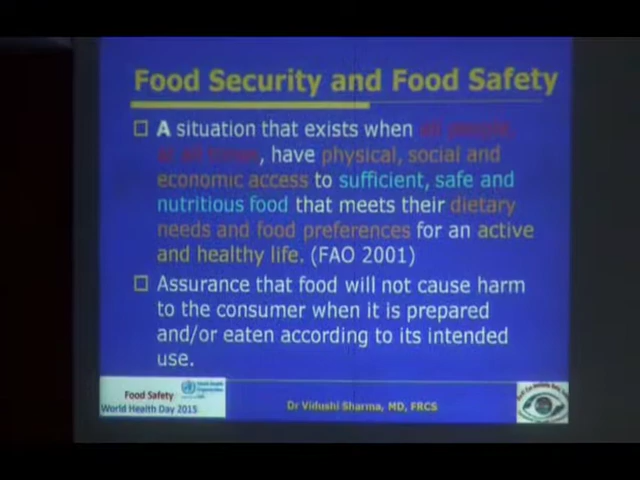 Food Security and Food Safety
A situation that exists when all people,
at all times, have physical, social and
economic access to sufficient, safe and
nutritious food that meets their dietary
needs and food preferences for an active
and healthy life. (FAO 2001)
Assurance that food will not cause harm
to the consumer when it is prepared
and/or eaten according to its intended
use.
Food Safety
World Health Day 2015
World Health
Organization
Dr Vidushi Sharma, MD, FRCS